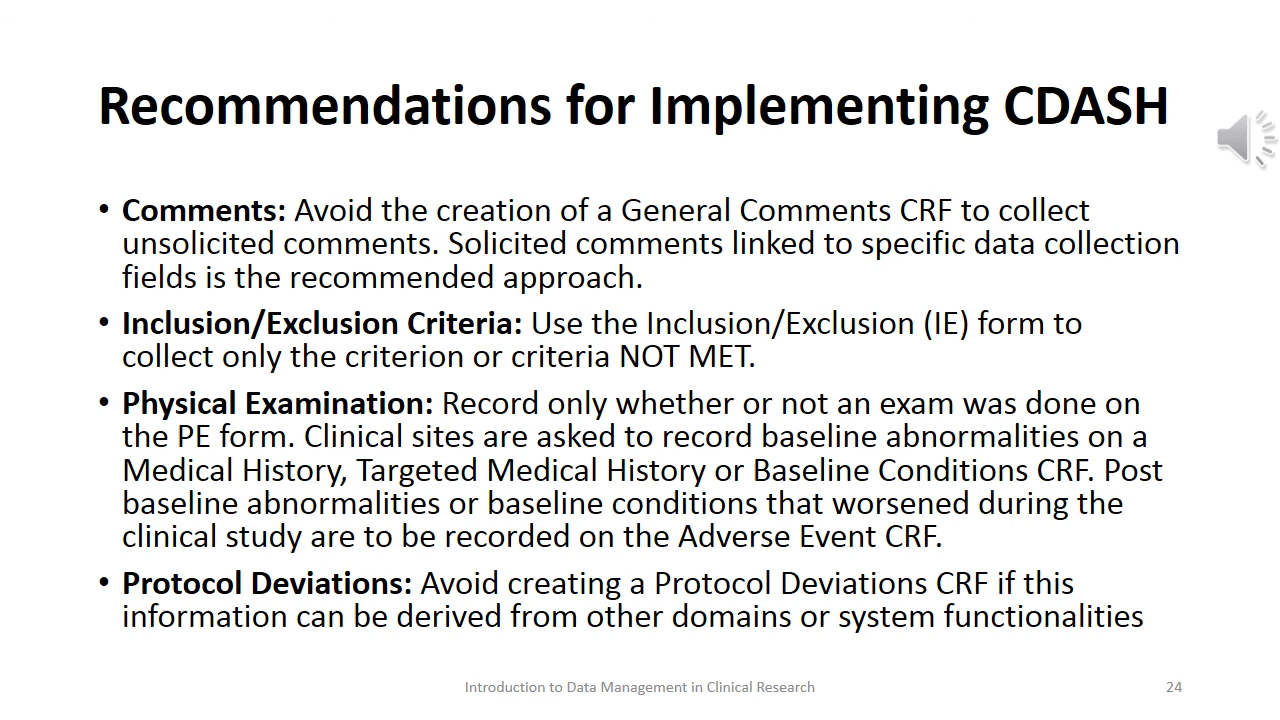 Recommendations for Implementing CDASH
• Comments: Avoid the creation of a General Comments CRF to collect
unsolicited comments. Solicited comments linked to specific data collection
fields is the recommended approach.
• Inclusion/Exclusion Criteria: Use the Inclusion/Exclusion (IE) form to
collect only the criterion or criteria NOT MET.
• Physical Examination: Record only whether or not an exam was done on
the PE form. Clinical sites are asked to record baseline abnormalities on a
Medical History, Targeted Medical History or Baseline Conditions CRF. Post
baseline abnormalities or baseline conditions that worsened during the
clinical study are to be recorded on the Adverse Event CRF.
• Protocol Deviations: Avoid creating a Protocol Deviations CRF if this
information can be derived from other domains or system functionalities
Introduction to Data Management in Clinical Research
24